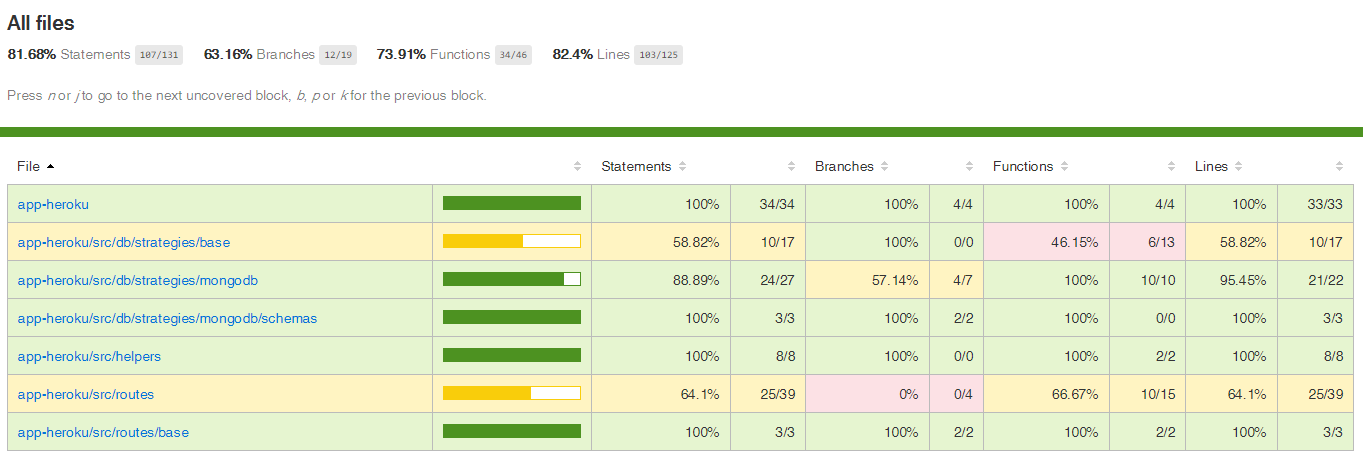 All files
81.68% Statements 107/131 63.16% Branches 12/19 73.91% Functions 34/46 82.4% Lines 103/125
Press n or j to go to the next uncovered block, b, p or k for the previous block.
File Statements Branches Functions Lines
app-heroku 100% 34/34 100% 4/4 100% 4/4 100% 33/33
app-heroku/src/db/strategies/base 58.82% 10/17 100% 0/0 46.15% 6/13 58.82% 10/17
app-heroku/src/db/strategies/mongodb 88.89% 24/27 57.14% 4/7 100% 10/10 95.45% 21/22
app-heroku/src/db/strategies/mongodb/schemas 100% 3/3 100% 2/2 100% 0/0 100% 3/3
app-heroku/src/helpers 100% 8/8 100% 0/0 100% 2/2 100% 8/8
app-heroku/src/routes 64.1% 25/39 0% 0/4 66.67% 10/15 64.1% 25/39
app-heroku/src/routes/base 100% 3/3 100% 2/2 100% 2/2 100% 3/3